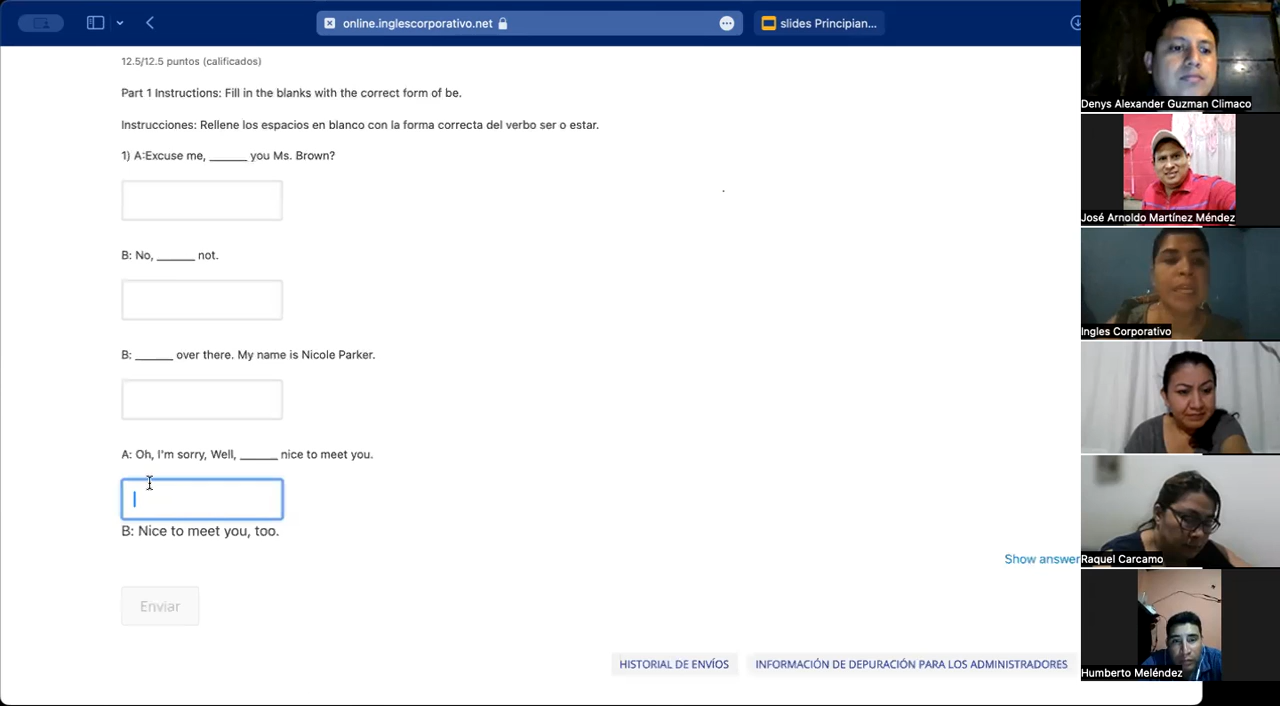 online.inglescorporativo.net
slides Principian...
12.5/12.5 puntos (calificados)
Part 1 Instructions: Fill in the blanks with the correct form of be.
Instrucciones: Rellene los espacios en blanco con la forma correcta del verbo ser o estar.
1) A:Excuse me, ______ you Ms. Brown?
B: No, ______ not.
B: ______ over there. My name is Nicole Parker.
A: Oh, I'm sorry, Well, ______ nice to meet you.
B: Nice to meet you, too.
Show answer
Enviar
HISTORIAL DE ENVÍOS
INFORMACIÓN DE DEPURACIÓN PARA LOS ADMINISTRADORES
Denys Alexander Guzman Climaco
José Arnoldo Martínez Méndez
Ingles Corporativo
Raquel Carcamo
Humberto Meléndez